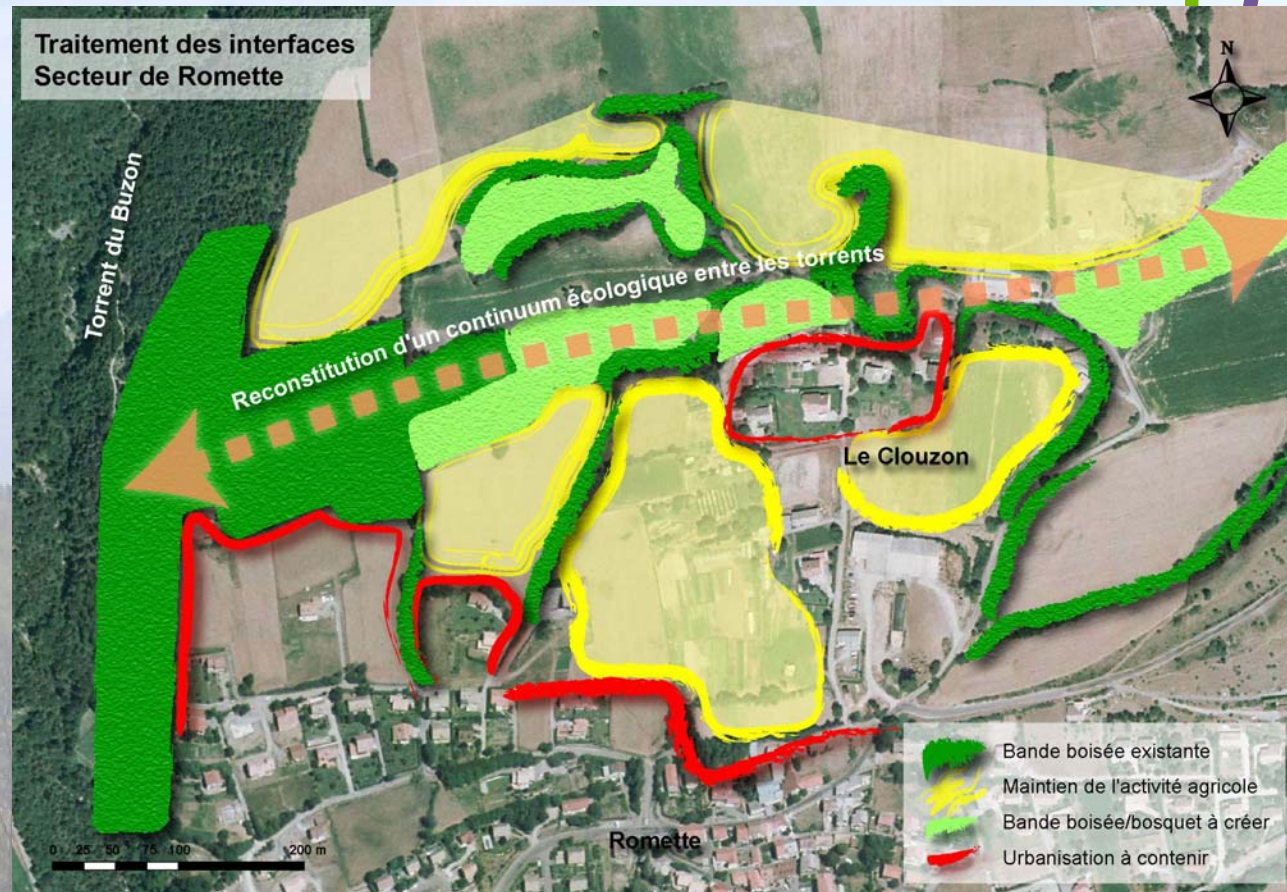 Traitement des interfaces
Secteur de Romette
N
Torrent du Buzon
Reconstitution d'un continuum écologique entre les torrents
Le Clouzon
Romette
0 25 50 75 100 200 m
Bande boisée existante
Maintien de l'activité agricole
Bande boisée/bosquet à créer
Urbanisation à contenir